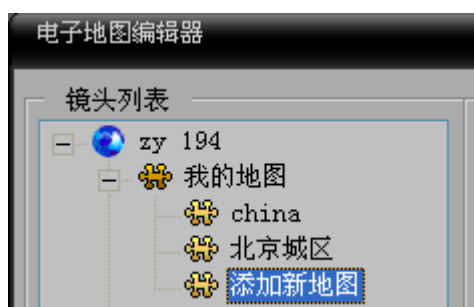 电子地图编辑器
镜头列表
zy 194
我的地图
china
北京城区
添加新地图